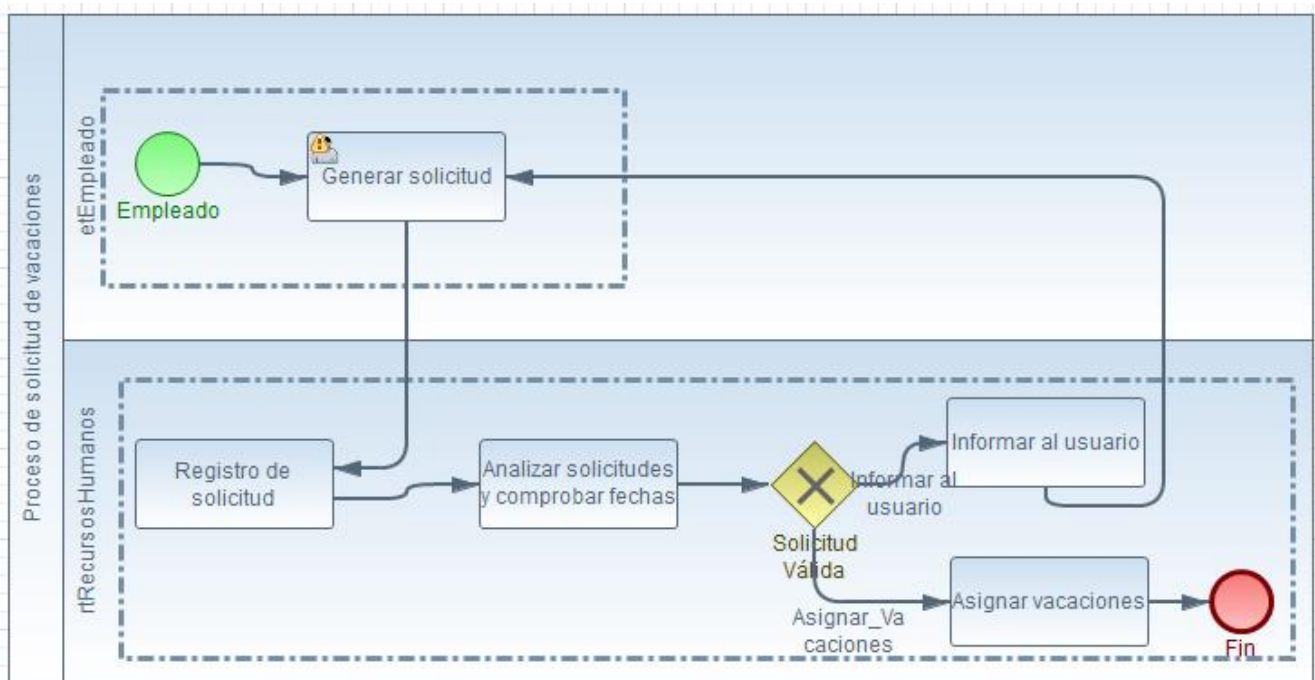 Proceso de solicitud de vacaciones
etEmpleado
Empleado
Generar solicitud
rtRecursosHumanos
Registro de
solicitud
Analizar solicitudes
y comprobar fechas
Solicitud
Válida
Informar al
usuario
Informar al usuario
Asignar_Va
caciones
Asignar vacaciones
Fin